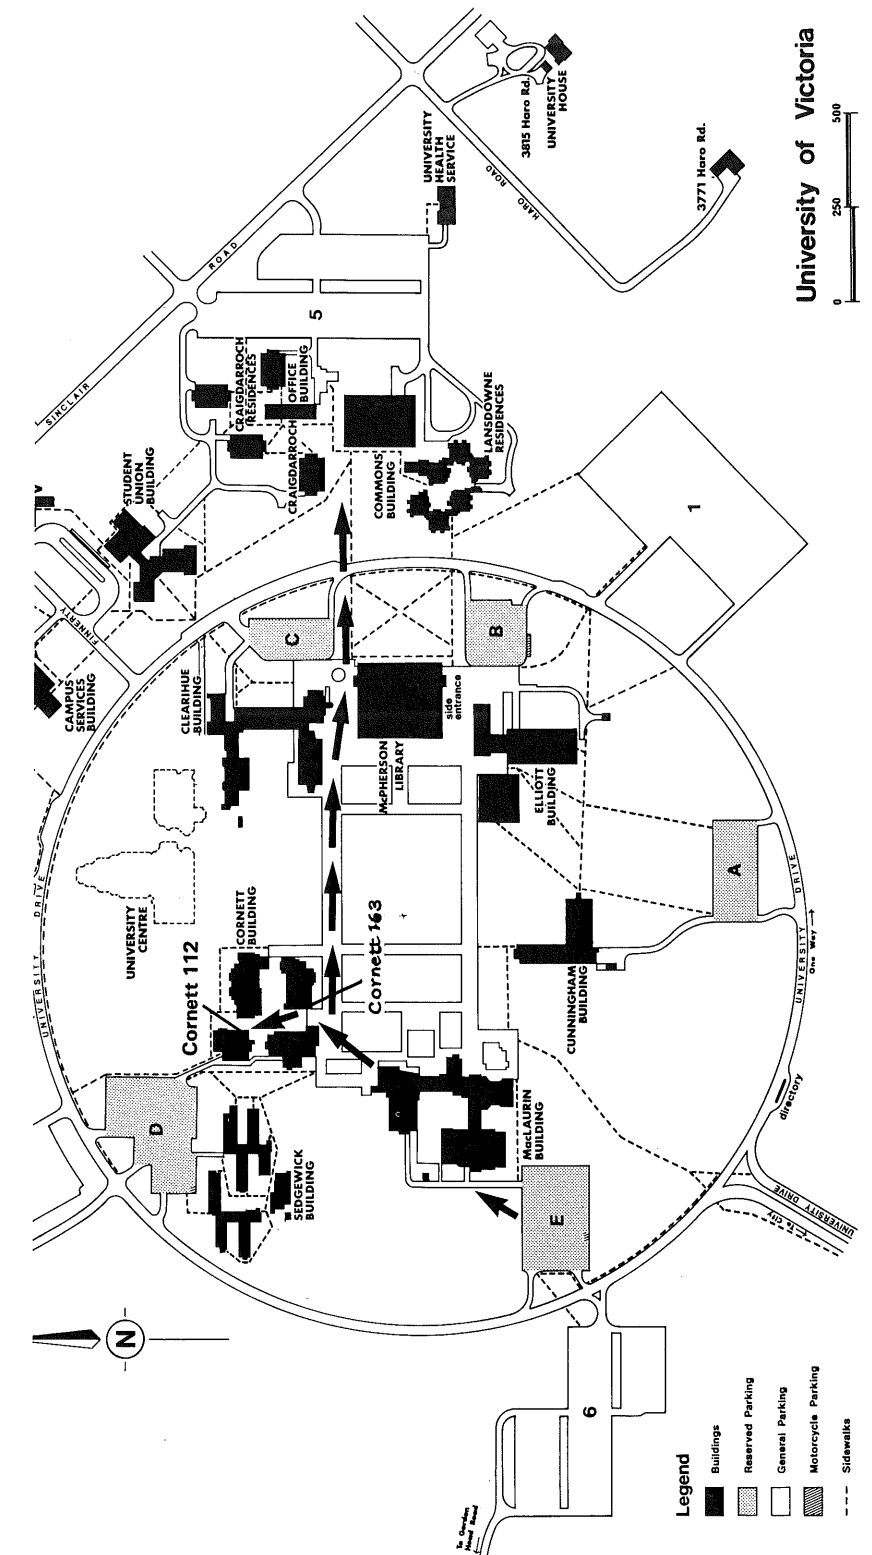 University of Victoria
0 250 500
3771 Haro Rd.
3815 Haro Rd.
UNIVERSITY
HOUSE
HARO ROAD
UNIVERSITY
HEALTH
SERVICE
SINCLAIR ROAD
5
CRAIGDARROCH
RESIDENCES
CRAIGDARROCH
OFFICE
BUILDING
LANSDOWNE
RESIDENCES
COMMONS
BUILDING
STUDENT
UNION
BUILDING
FINNERTY
CAMPUS
SERVICES
BUILDING
1
C
B
CLEARIHUE
BUILDING
McPHERSON
LIBRARY
side
entrance
ELLIOTT
BUILDING
UNIVERSITY
CENTRE
CORNETT
BUILDING
Cornett 112
Cornett 163
CUNNINGHAM
BUILDING
A
UNIVERSITY DRIVE
UNIVERSITY DRIVE
One Way
D
SEDGEWICK
BUILDING
MacLAURIN
BUILDING
E
directory
UNIVERSITY DRIVE
To City
N
6
To Gordon
Head Road
Legend
Buildings
Reserved Parking
General Parking
Motorcycle Parking
Sidewalks